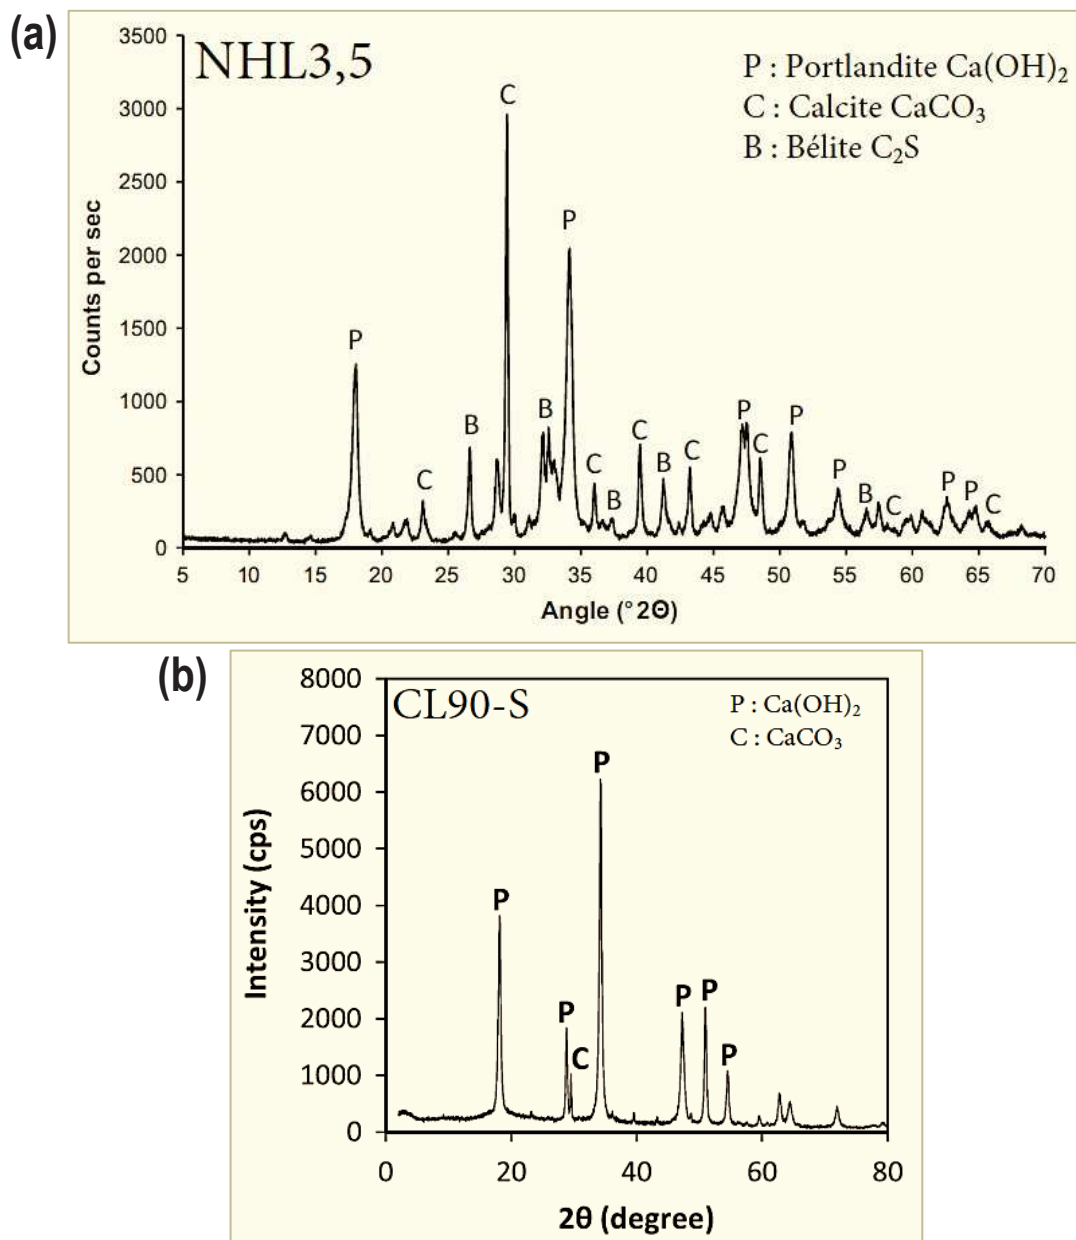 (a)
NHL3,5
P : Portlandite Ca(OH)₂
C : Calcite CaCO₃
B : Bélite C₂S
Counts per sec
3500
3000
2500
2000
1500
1000
500
0
P
C
B
C
B
P
C
B
C
B
C
P
C
P
P
B
C
P
P
C
5 10 15 20 25 30 35 40 45 50 55 60 65 70
Angle (°2Θ)
(b)
CL90-S
P : Ca(OH)₂
C : CaCO₃
Intensity (cps)
8000
7000
6000
5000
4000
3000
2000
1000
0
P
P
C
P
P
P
P
0 20 40 60 80
2θ (degree)